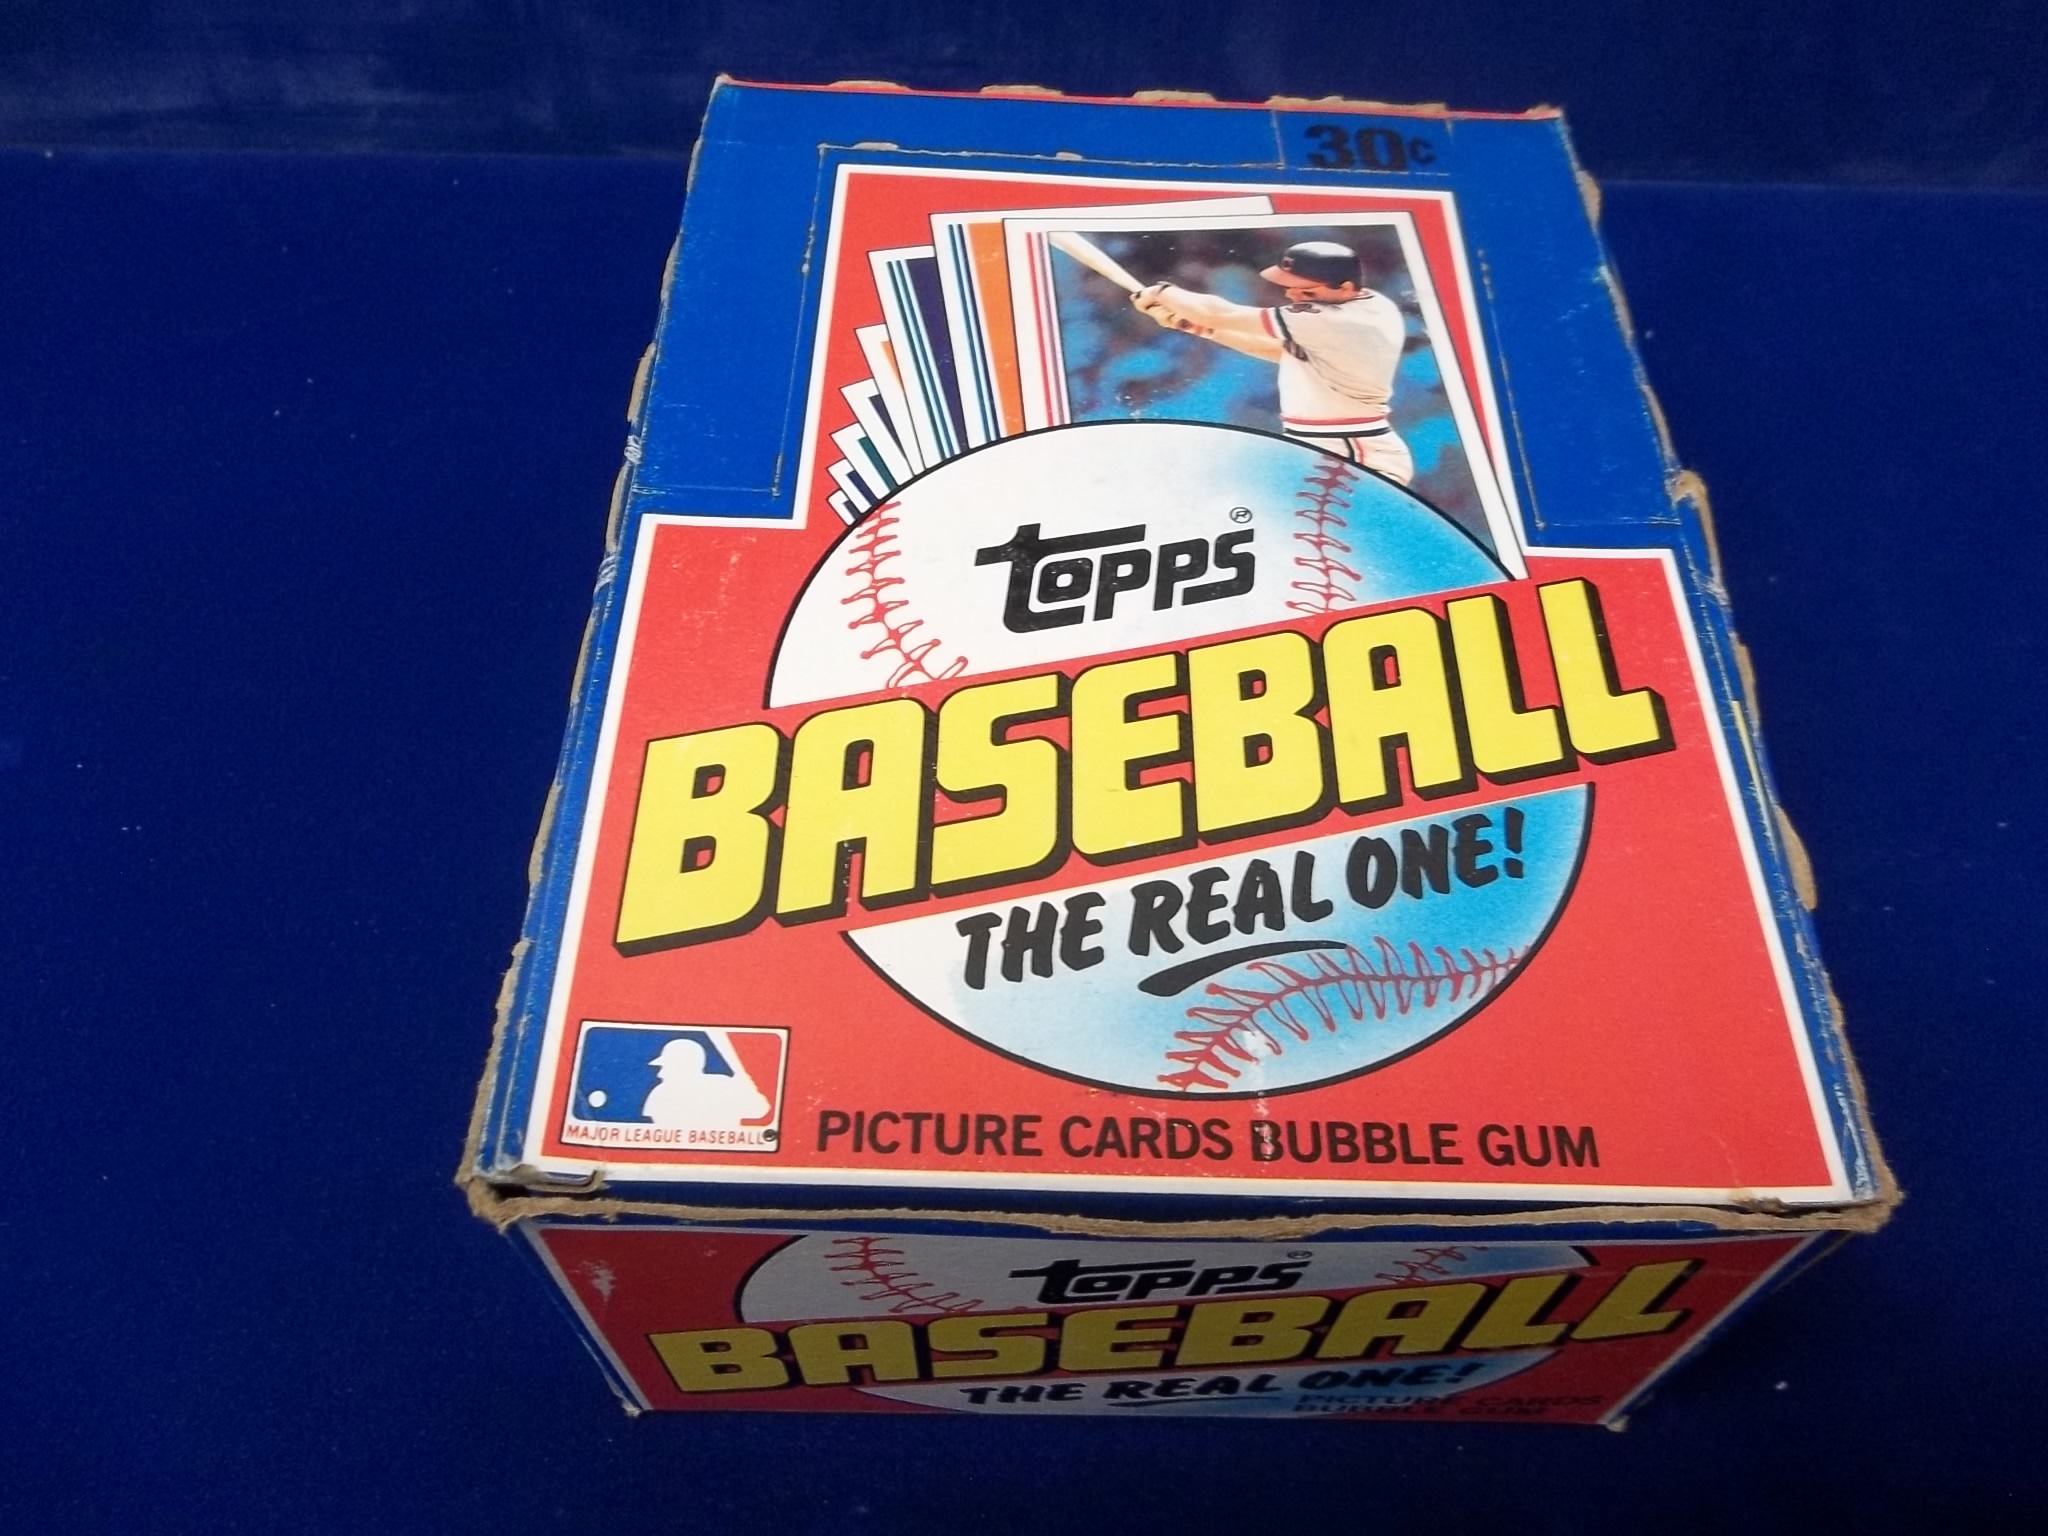 30¢
topps®
BASEBALL
THE REAL ONE!
MAJOR LEAGUE BASEBALL®
PICTURE CARDS BUBBLE GUM
topps®
BASEBALL
THE REAL ONE!
PICTURE CARDS
BUBBLE GUM